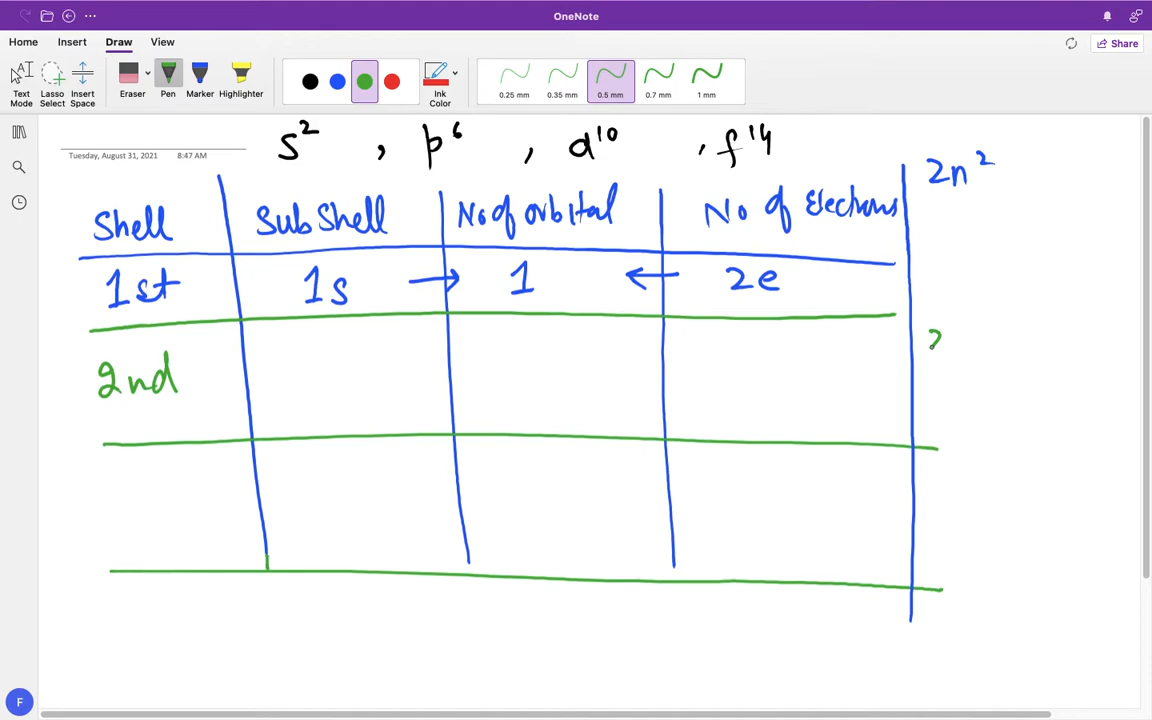 OneNote
Home Insert Draw View
Share
Text Mode
Lasso Select
Insert Space
Eraser
Pen
Marker
Highlighter
Ink Color
0.25 mm
0.35 mm
0.5 mm
0.7 mm
1 mm
s², p⁶, d¹⁰, f¹⁴
Tuesday, August 31, 2021 8:47 AM
2n²
Shell Sub Shell No of orbital No of Electrons
1st 1s → 1 ← 2e
2nd
F